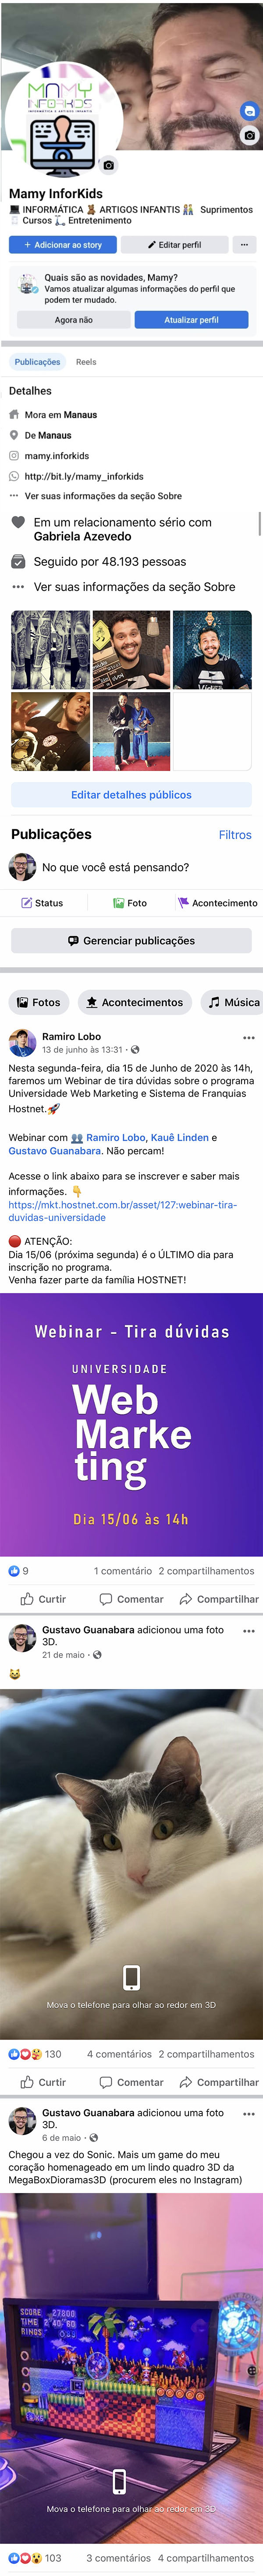 MAMY
INFORKIDS
INFORMÁTICA E ARTIGOS INFANTIS
Mamy InforKids
INFORMÁTICA 🧸 ARTIGOS INFANTIS Suprimentos
Cursos Entretenimento
+ Adicionar ao story
Editar perfil
Quais são as novidades, Mamy?
Vamos atualizar algumas informações do perfil que
podem ter mudado.
Agora não
Atualizar perfil
Publicações
Reels
Detalhes
Mora em Manaus
De Manaus
mamy.inforkids
http://bit.ly/mamy_inforkids
Ver suas informações da seção Sobre
Em um relacionamento sério com
Gabriela Azevedo
Seguido por 48.193 pessoas
Ver suas informações da seção Sobre
Editar detalhes públicos
Publicações
Filtros
No que você está pensando?
Status
Foto
Acontecimento
Gerenciar publicações
Fotos
Acontecimentos
Música
Ramiro Lobo
13 de junho às 13:31 ·
Nesta segunda-feira, dia 15 de Junho de 2020 às 14h,
faremos um Webinar de tira dúvidas sobre o programa
Universidade Web Marketing e Sistema de Franquias
Hostnet.🚀
Webinar com 👥 Ramiro Lobo, Kauê Linden e
Gustavo Guanabara. Não percam!
Acesse o link abaixo para se inscrever e saber mais
informações. 👇
https://mkt.hostnet.com.br/asset/127:webinar-tira-
duvidas-universidade
🔴 ATENÇÃO:
Dia 15/06 (próxima segunda) é o ÚLTIMO dia para
inscrição no programa.
Venha fazer parte da família HOSTNET!
Webinar - Tira dúvidas
UNIVERSIDADE
Web
Marke
ting
Dia 15/06 às 14h
9
1 comentário 2 compartilhamentos
Curtir
Comentar
Compartilhar
Gustavo Guanabara adicionou uma foto
3D.
21 de maio ·
Mova o telefone para olhar ao redor em 3D
130
4 comentários 2 compartilhamentos
Curtir
Comentar
Compartilhar
Gustavo Guanabara adicionou uma foto
3D.
6 de maio ·
Chegou a vez do Sonic. Mais um game do meu
coração homenageado em um lindo quadro 3D da
MegaBoxDioramas3D (procurem eles no Instagram)
SCORE 27800
TIME 2'40"60
RINGS
Mova o telefone para olhar ao redor em 3D
103
3 comentários 4 compartilhamentos